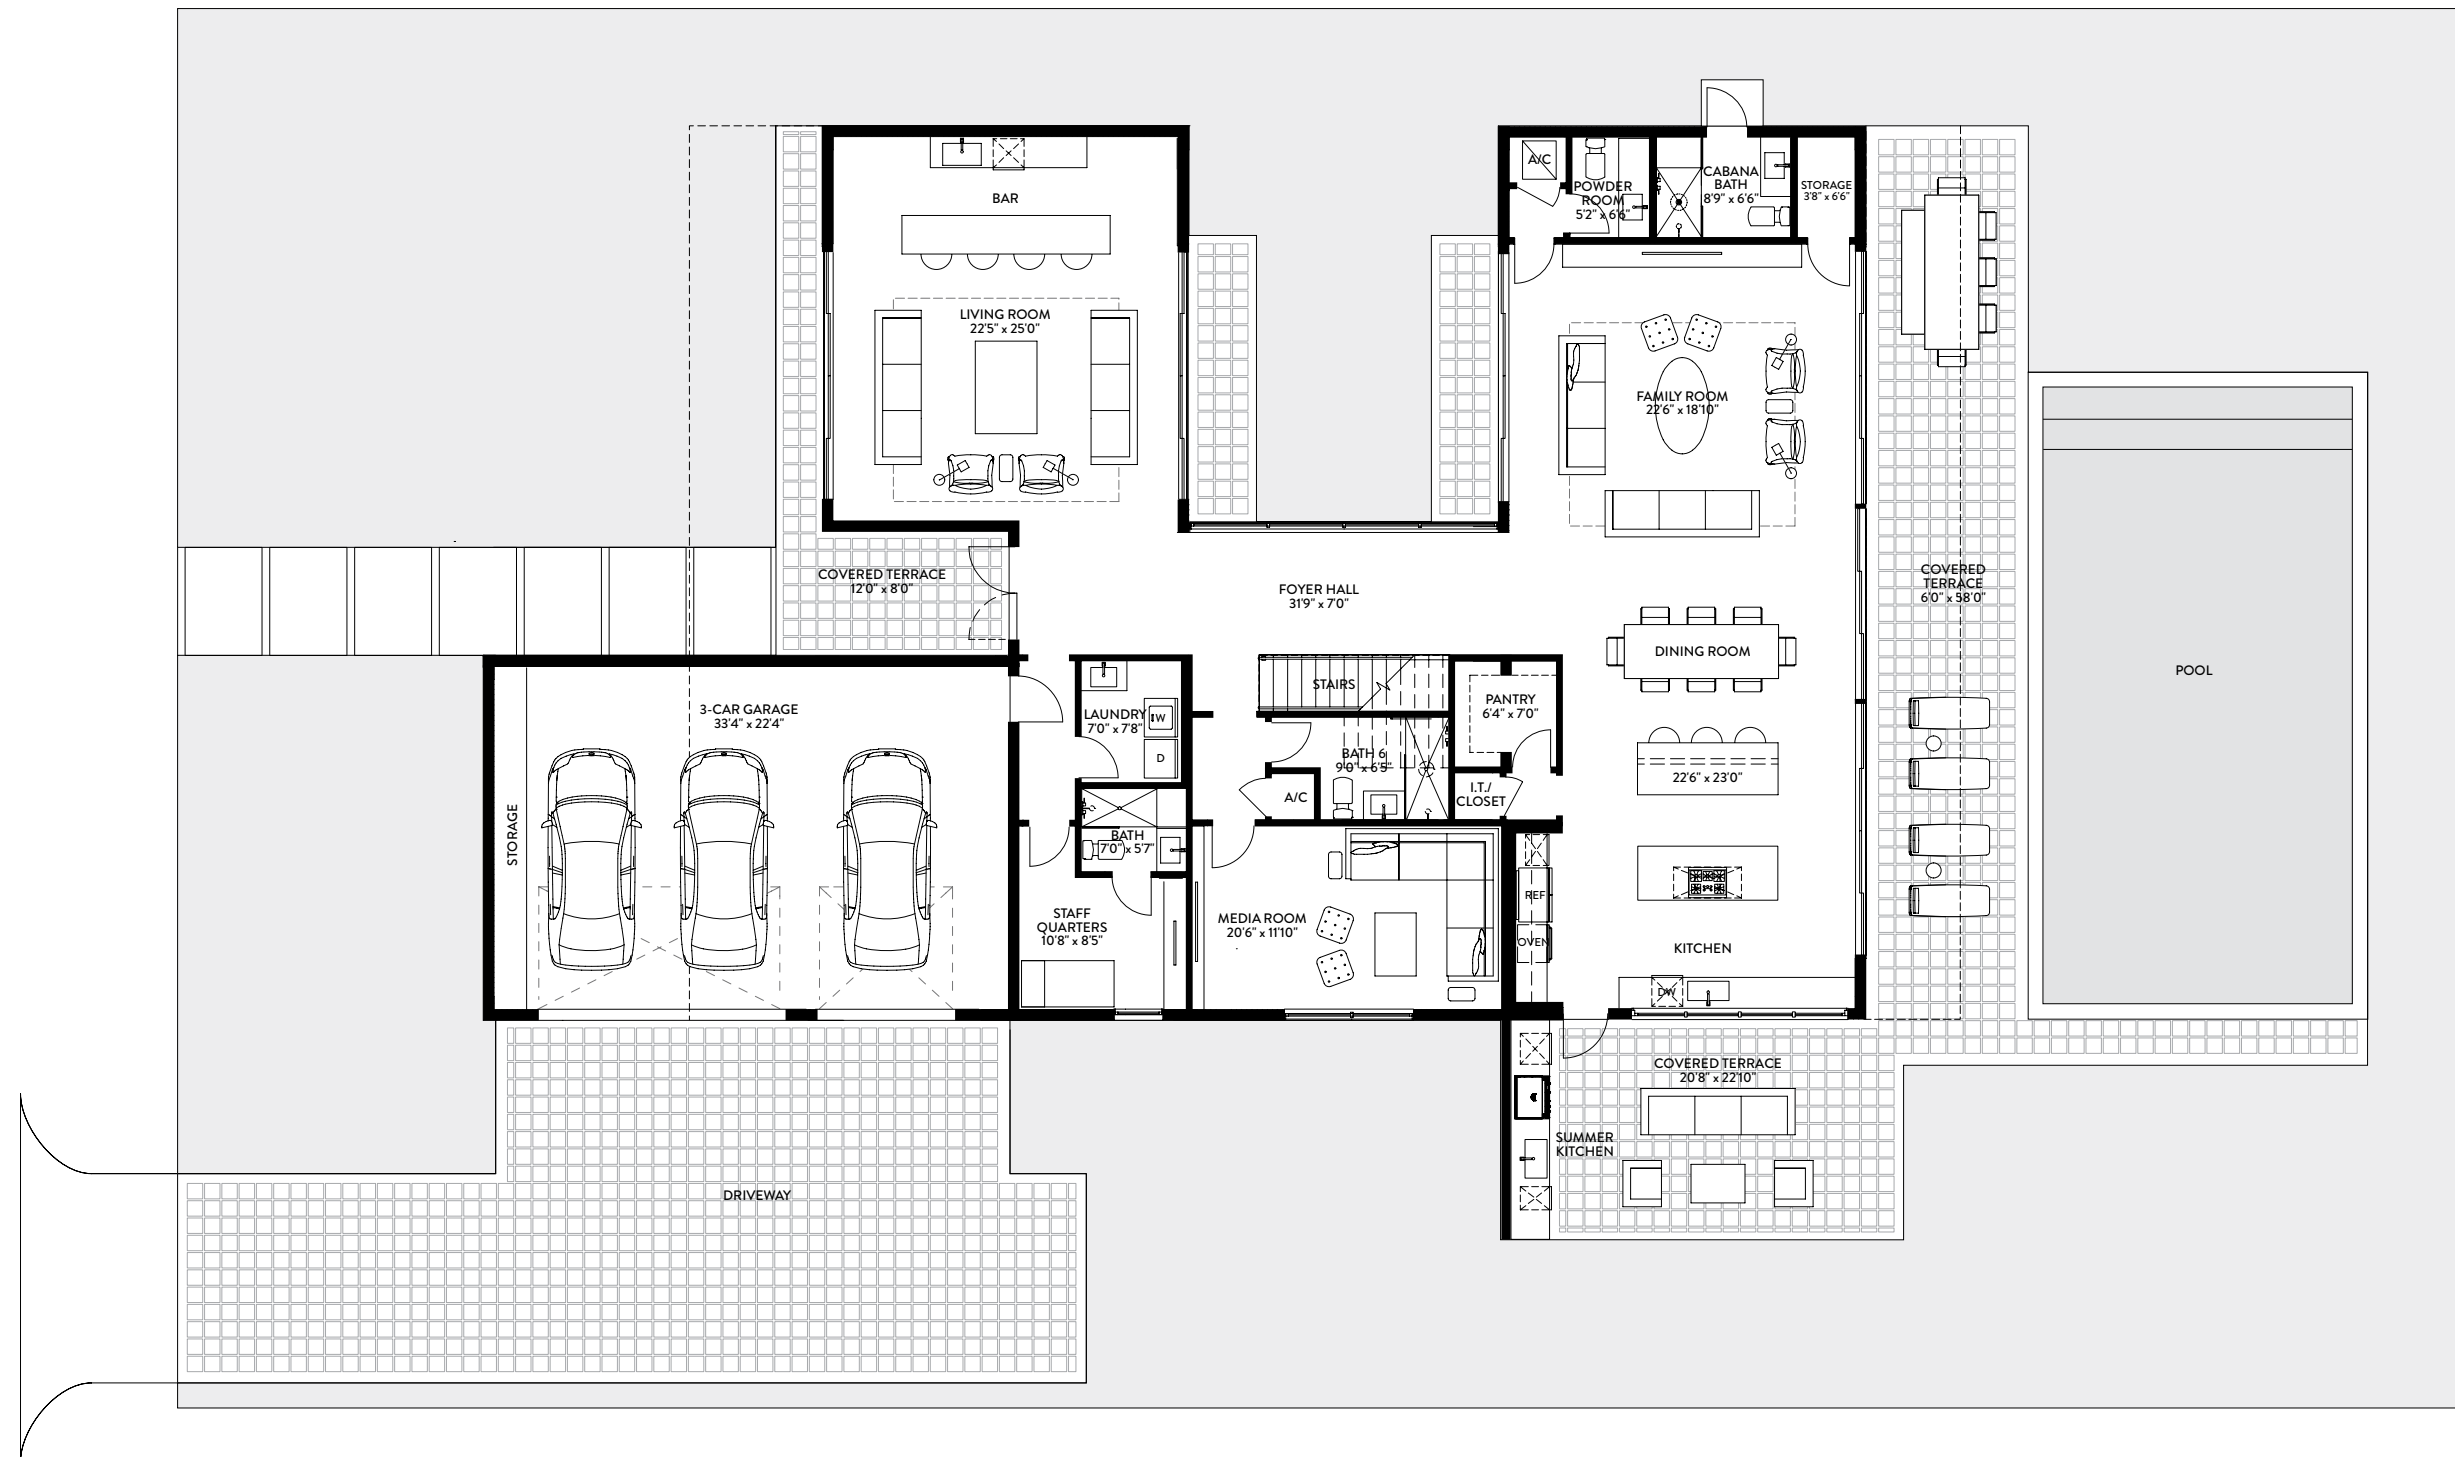 A/C
POWDER
ROOM
5'2" x 6'6"
CABANA
BATH
8'9" x 6'6"
STORAGE
3'8" x 6'6"
BAR
LIVING ROOM
22'5" x 25'0"
FAMILY ROOM
22'6" x 18'10"
COVERED TERRACE
12'0" x 8'0"
FOYER HALL
31'9" x 7'0"
COVERED
TERRACE
6'0" x 58'0"
DINING ROOM
POOL
STAIRS
PANTRY
6'4" x 7'0"
3-CAR GARAGE
33'4" x 22'4"
LAUNDRY
7'0" x 7'8"
W
D
BATH 6
9'0" x 6'5"
22'6" x 23'0"
I.T./
CLOSET
A/C
STORAGE
BATH
7'0" x 5'7"
REF
OVEN
STAFF
QUARTERS
10'8" x 8'5"
MEDIA ROOM
20'6" x 11'10"
KITCHEN
DW
COVERED TERRACE
20'8" x 22'10"
SUMMER
KITCHEN
DRIVEWAY